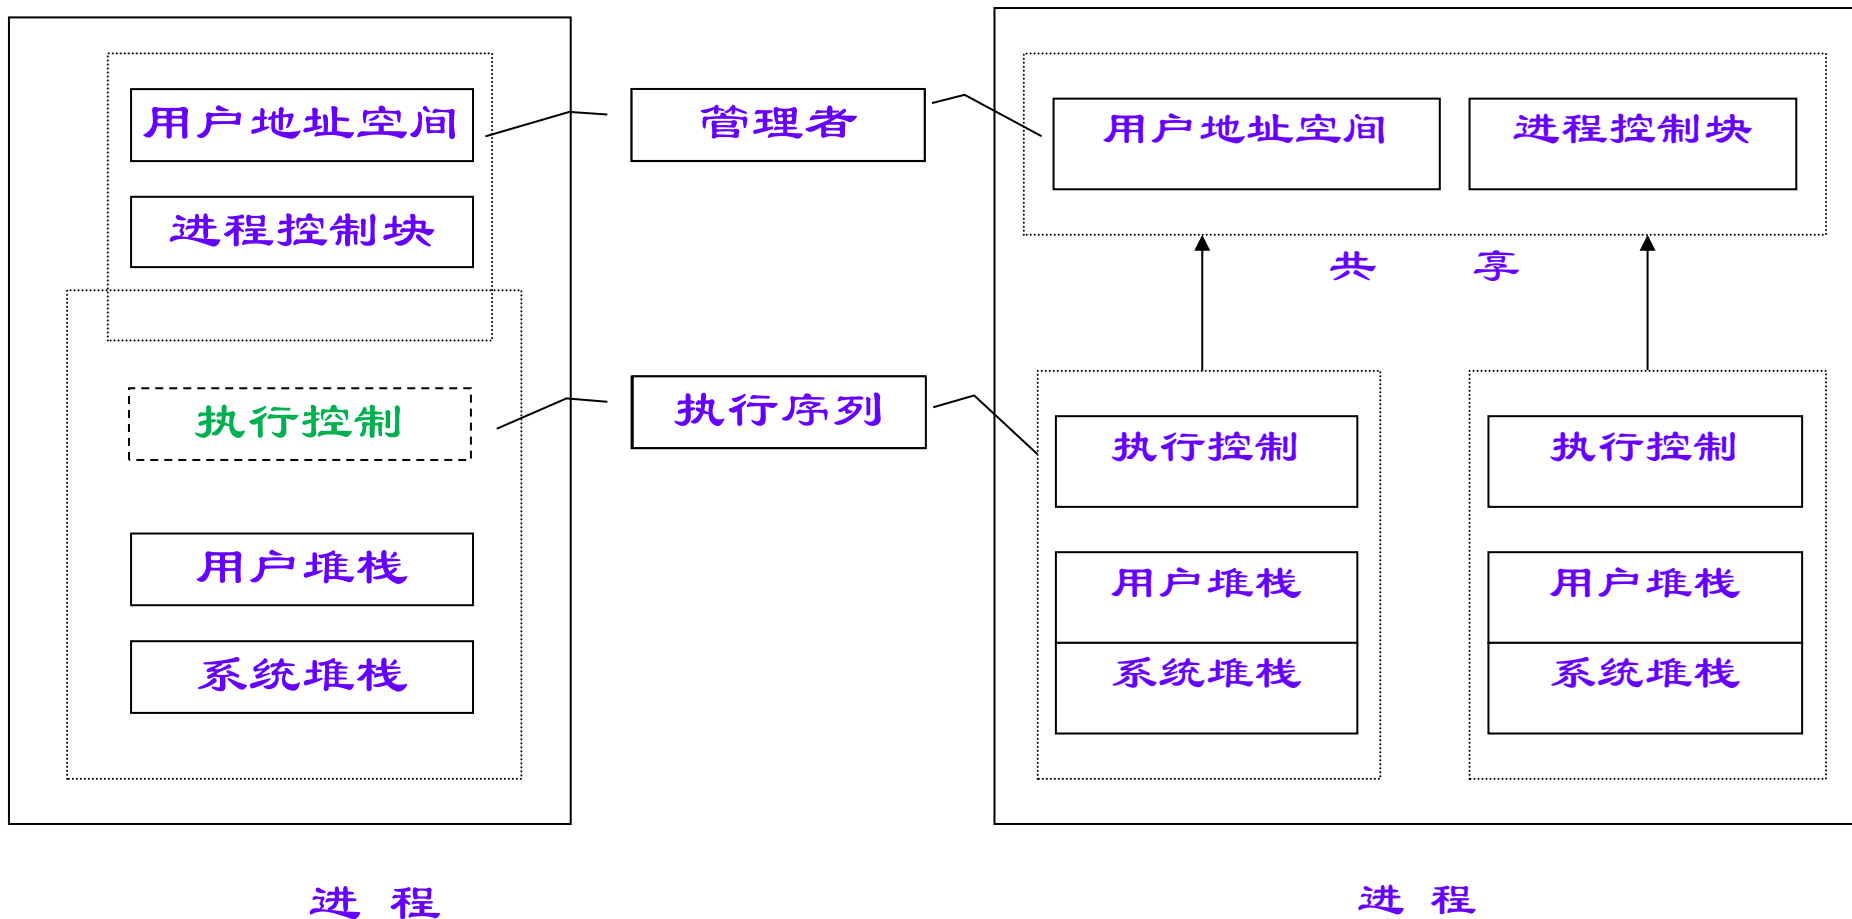 用户地址空间
进程控制块
执行控制
用户堆栈
系统堆栈
进 程
管理者
执行序列
用户地址空间
进程控制块
共 享
执行控制
用户堆栈
系统堆栈
执行控制
用户堆栈
系统堆栈
进 程